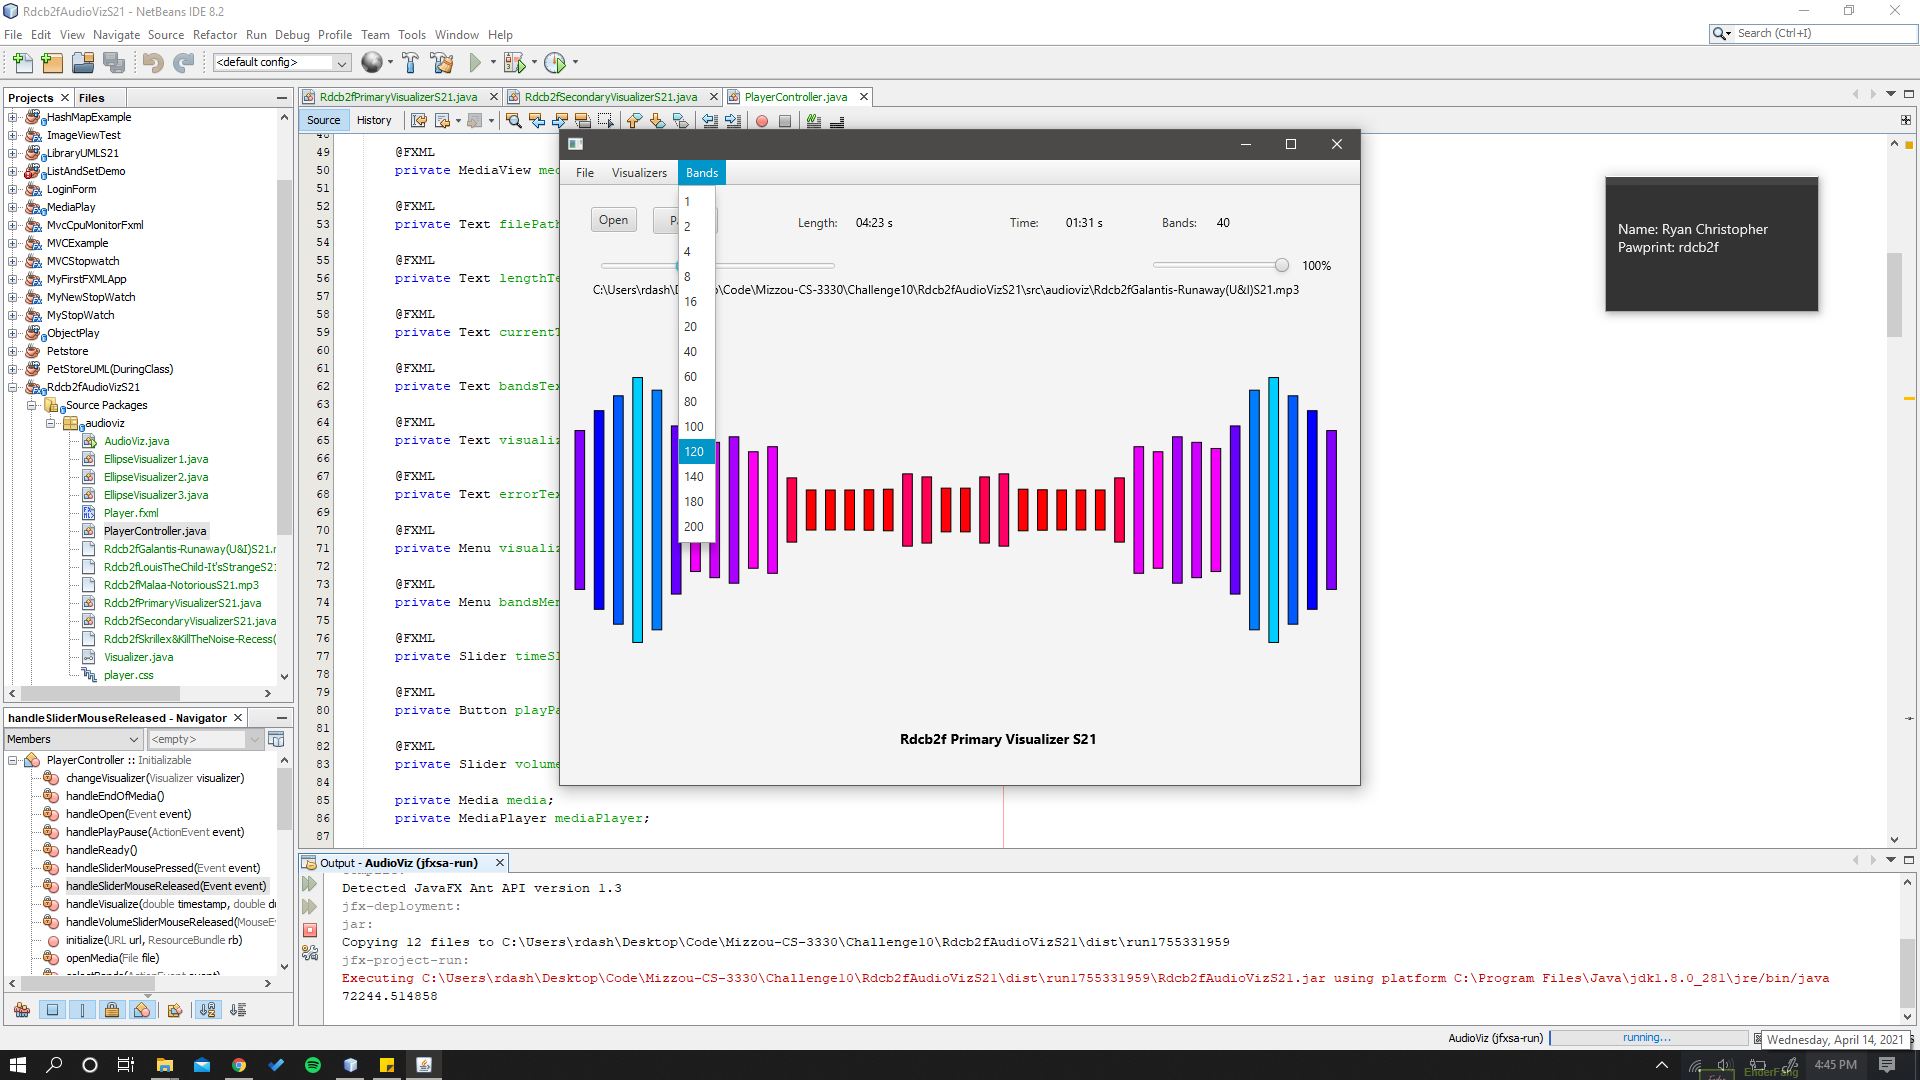 Rdcb2fAudioVizS21 - NetBeans IDE 8.2
File Edit View Navigate Source Refactor Run Debug Profile Team Tools Window Help
Search (Ctrl+I)
<default config>
Projects Files
HashMapExample
ImageViewTest
LibraryUMLS21
ListAndSetDemo
LoginForm
MediaPlay
MvcCpuMonitorFxml
MVCExample
MVCStopwatch
MyFirstFXMLApp
MyNewStopWatch
MyStopWatch
ObjectPlay
Petstore
PetStoreUML(DuringClass)
Rdcb2fAudioVizS21
Source Packages
audioviz
AudioViz.java
EllipseVisualizer1.java
EllipseVisualizer2.java
EllipseVisualizer3.java
Player.fxml
PlayerController.java
Rdcb2fGalantis-Runaway(U&I)S21.r
Rdcb2fLouisTheChild-It'sStrangeS21
Rdcb2fMalaa-NotoriousS21.mp3
Rdcb2fPrimaryVisualizerS21.java
Rdcb2fSecondaryVisualizerS21.java
Rdcb2fSkrillex&KillTheNoise-Recess(
Visualizer.java
player.css
handleSliderMouseReleased - Navigator
Members <empty>
PlayerController :: Initializable
changeVisualizer(Visualizer visualizer)
handleEndOfMedia()
handleOpen(Event event)
handlePlayPause(ActionEvent event)
handleReady()
handleSliderMousePressed(Event event)
handleSliderMouseReleased(Event event)
handleVisualize(double timestamp, double du
handleVolumeSliderMouseReleased(MouseE
initialize(URL url, ResourceBundle rb)
openMedia(File file)
selectBands(ActionEvent event)
Rdcb2fPrimaryVisualizerS21.java Rdcb2fSecondaryVisualizerS21.java PlayerController.java
Source History
48
49 @FXML
50 private MediaView med
51
52 @FXML
53 private Text filePath
54
55 @FXML
56 private Text lengthTe
57
58 @FXML
59 private Text currentT
60
61 @FXML
62 private Text bandsTex
63
64 @FXML
65 private Text visualiz
66
67 @FXML
68 private Text errorTex
69
70 @FXML
71 private Menu visualiz
72
73 @FXML
74 private Menu bandsMen
75
76 @FXML
77 private Slider timeSl
78
79 @FXML
80 private Button playPa
81
82 @FXML
83 private Slider volume
84
85 private Media media;
86 private MediaPlayer mediaPlayer;
87
File Visualizers Bands
Open Pa Length: 04:23 s Time: 01:31 s Bands: 40
100%
C:\Users\rdash\D p\Code\Mizzou-CS-3330\Challenge10\Rdcb2fAudioVizS21\src\audioviz\Rdcb2fGalantis-Runaway(U&I)S21.mp3
1
2
4
8
16
20
40
60
80
100
120
140
180
200
Rdcb2f Primary Visualizer S21
Name: Ryan Christopher
Pawprint: rdcb2f
Output - AudioViz (jfxsa-run)
compile:
Detected JavaFX Ant API version 1.3
jfx-deployment:
jar:
Copying 12 files to C:\Users\rdash\Desktop\Code\Mizzou-CS-3330\Challenge10\Rdcb2fAudioVizS21\dist\run1755331959
jfx-project-run:
Executing C:\Users\rdash\Desktop\Code\Mizzou-CS-3330\Challenge10\Rdcb2fAudioVizS21\dist\run1755331959\Rdcb2fAudioVizS21.jar using platform C:\Program Files\Java\jdk1.8.0_281\jre/bin/java
72244.514858
AudioViz (jfxsa-run) running...
Wednesday, April 14, 2021
4:45 PM
EnderFang